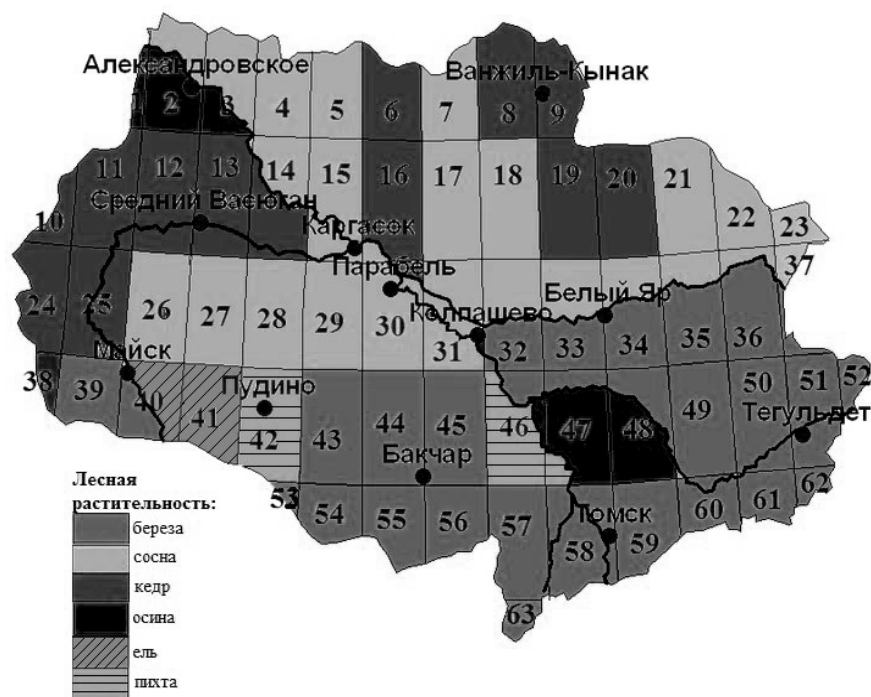 Александровское
Ванжиль-Кынак
1 2 3 4 5 6 7 8 9
11 12 13 14 15 16 17 18 19 20 21
10 22 23
Средний Васюган
Каргасок
37
Парабель
24 25 26 27 28 29 30
Белый Яр
Колпашево
31 32 33 34 35 36
Майск
38 39 40 41
Пудино
42 43 44 45 46 47 48 49 50 51 52
Тегульдет
Бакчар
Лесная
растительность:
53 54 55 56 57 58 59 60 61 62
Томск
береза
сосна
кедр
63
осина
ель
пихта